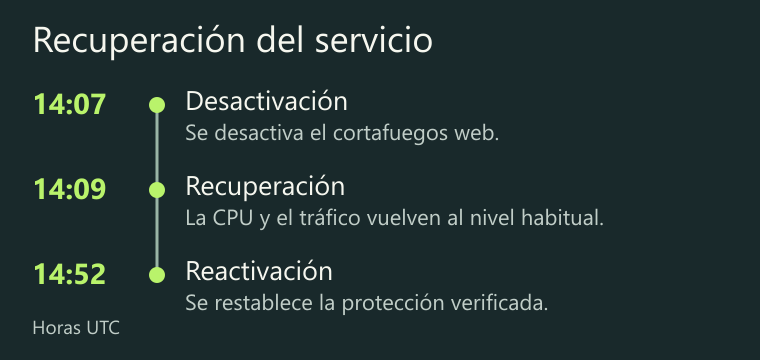 Recuperación del servicio
14:07 Desactivación
Se desactiva el cortafuegos web.
14:09 Recuperación
La CPU y el tráfico vuelven al nivel habitual.
14:52 Reactivación
Se restablece la protección verificada.
Horas UTC